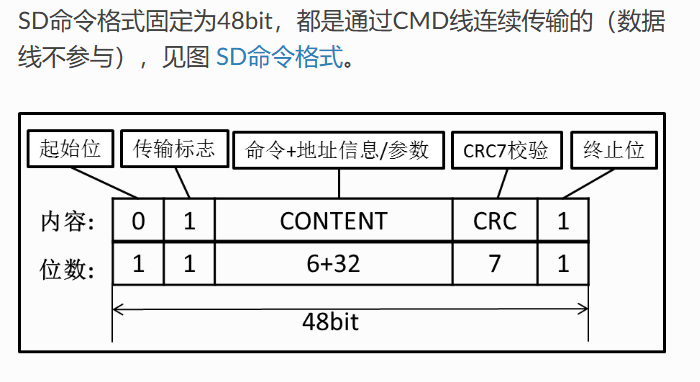 SD命令格式固定为48bit，都是通过CMD线连续传输的（数据
线不参与），见图 SD命令格式。
起始位 传输标志 命令+地址信息/参数 CRC7校验 终止位
内容: 0 1 CONTENT CRC 1
位数: 1 1 6+32 7 1
48bit